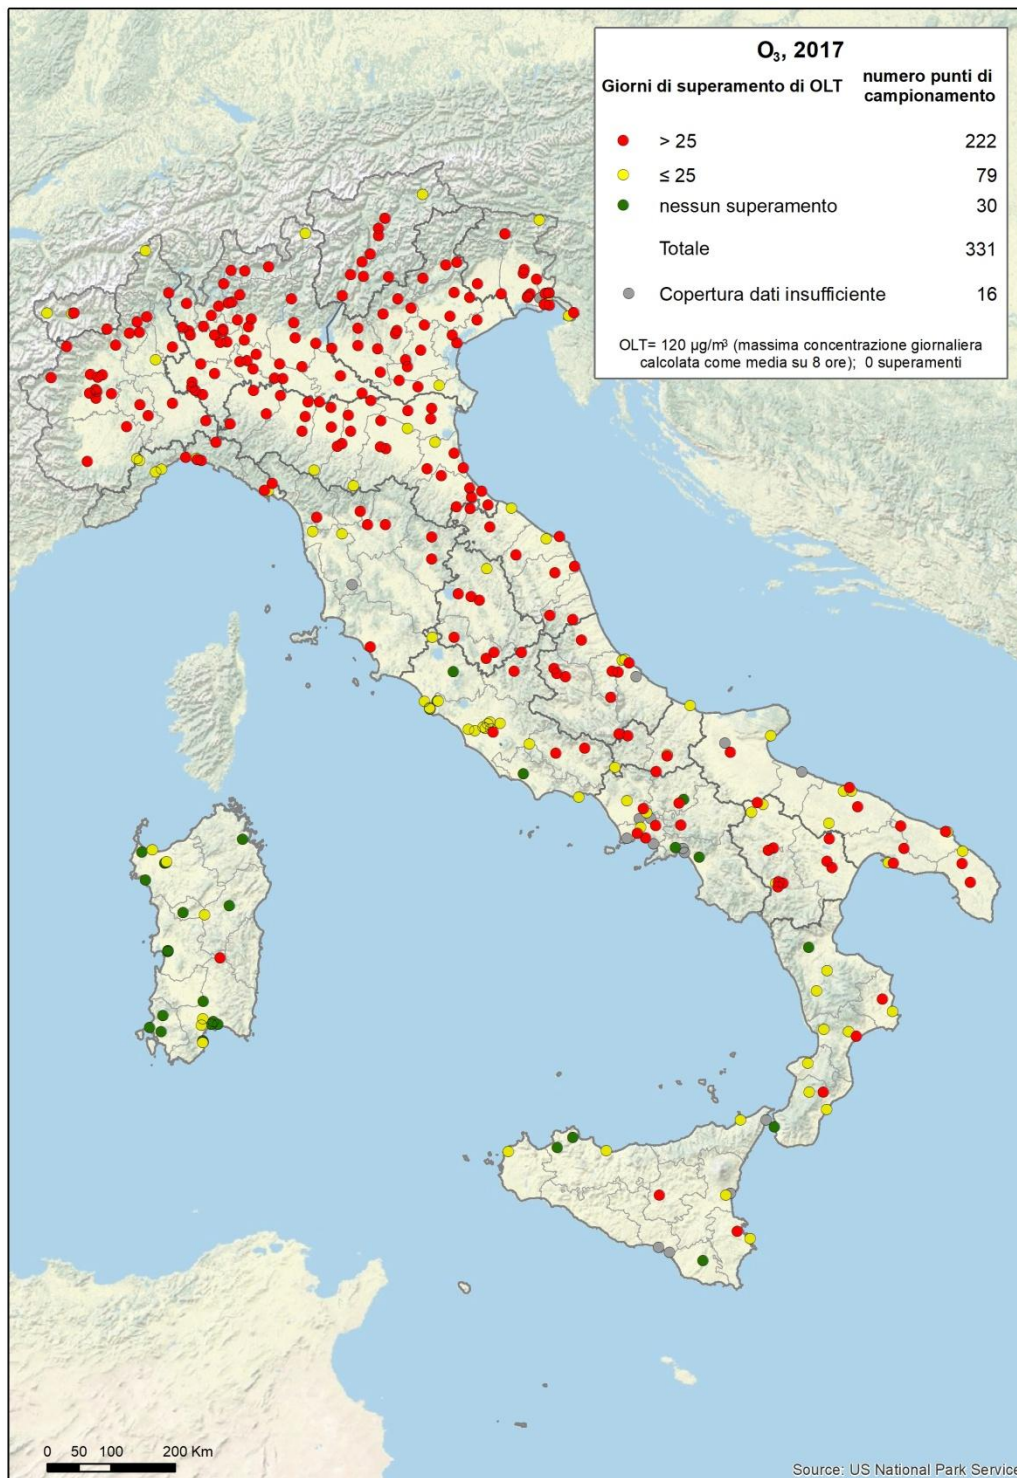 O₃, 2017
Giorni di superamento di OLT numero punti di campionamento
> 25 222
≤ 25 79
nessun superamento 30
Totale 331
Copertura dati insufficiente 16
OLT= 120 µg/m³ (massima concentrazione giornaliera
calcolata come media su 8 ore); 0 superamenti
0 50 100 200 Km
Source: US National Park Service